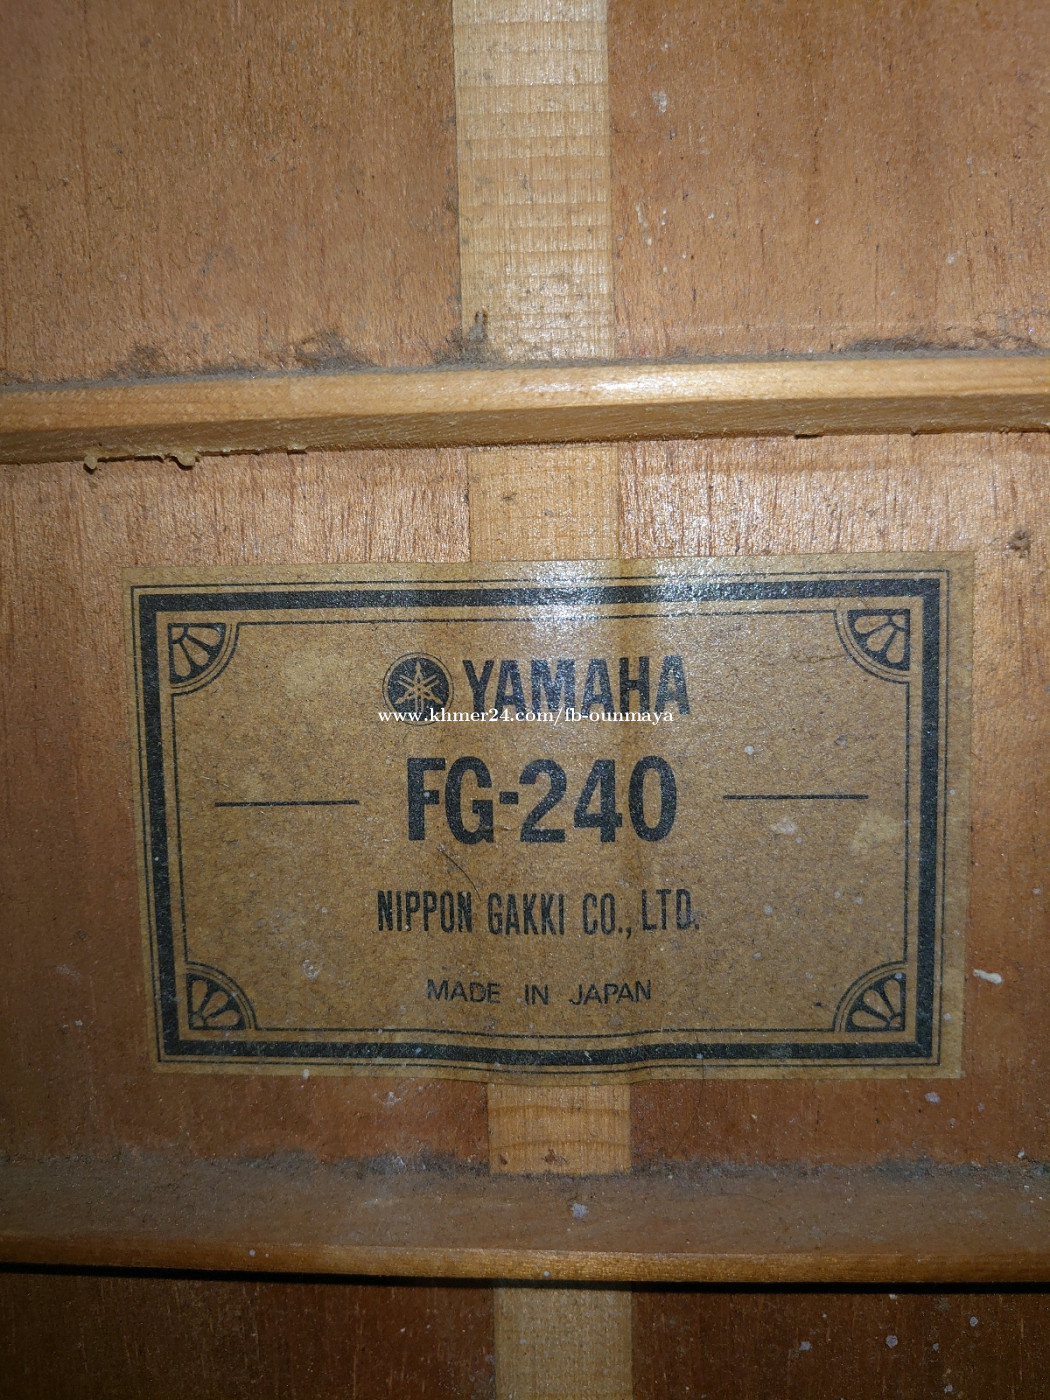 YAMAHA
www.khmer24.com/fb-ounmaya
FG-240
NIPPON GAKKI CO., LTD.
MADE IN JAPAN